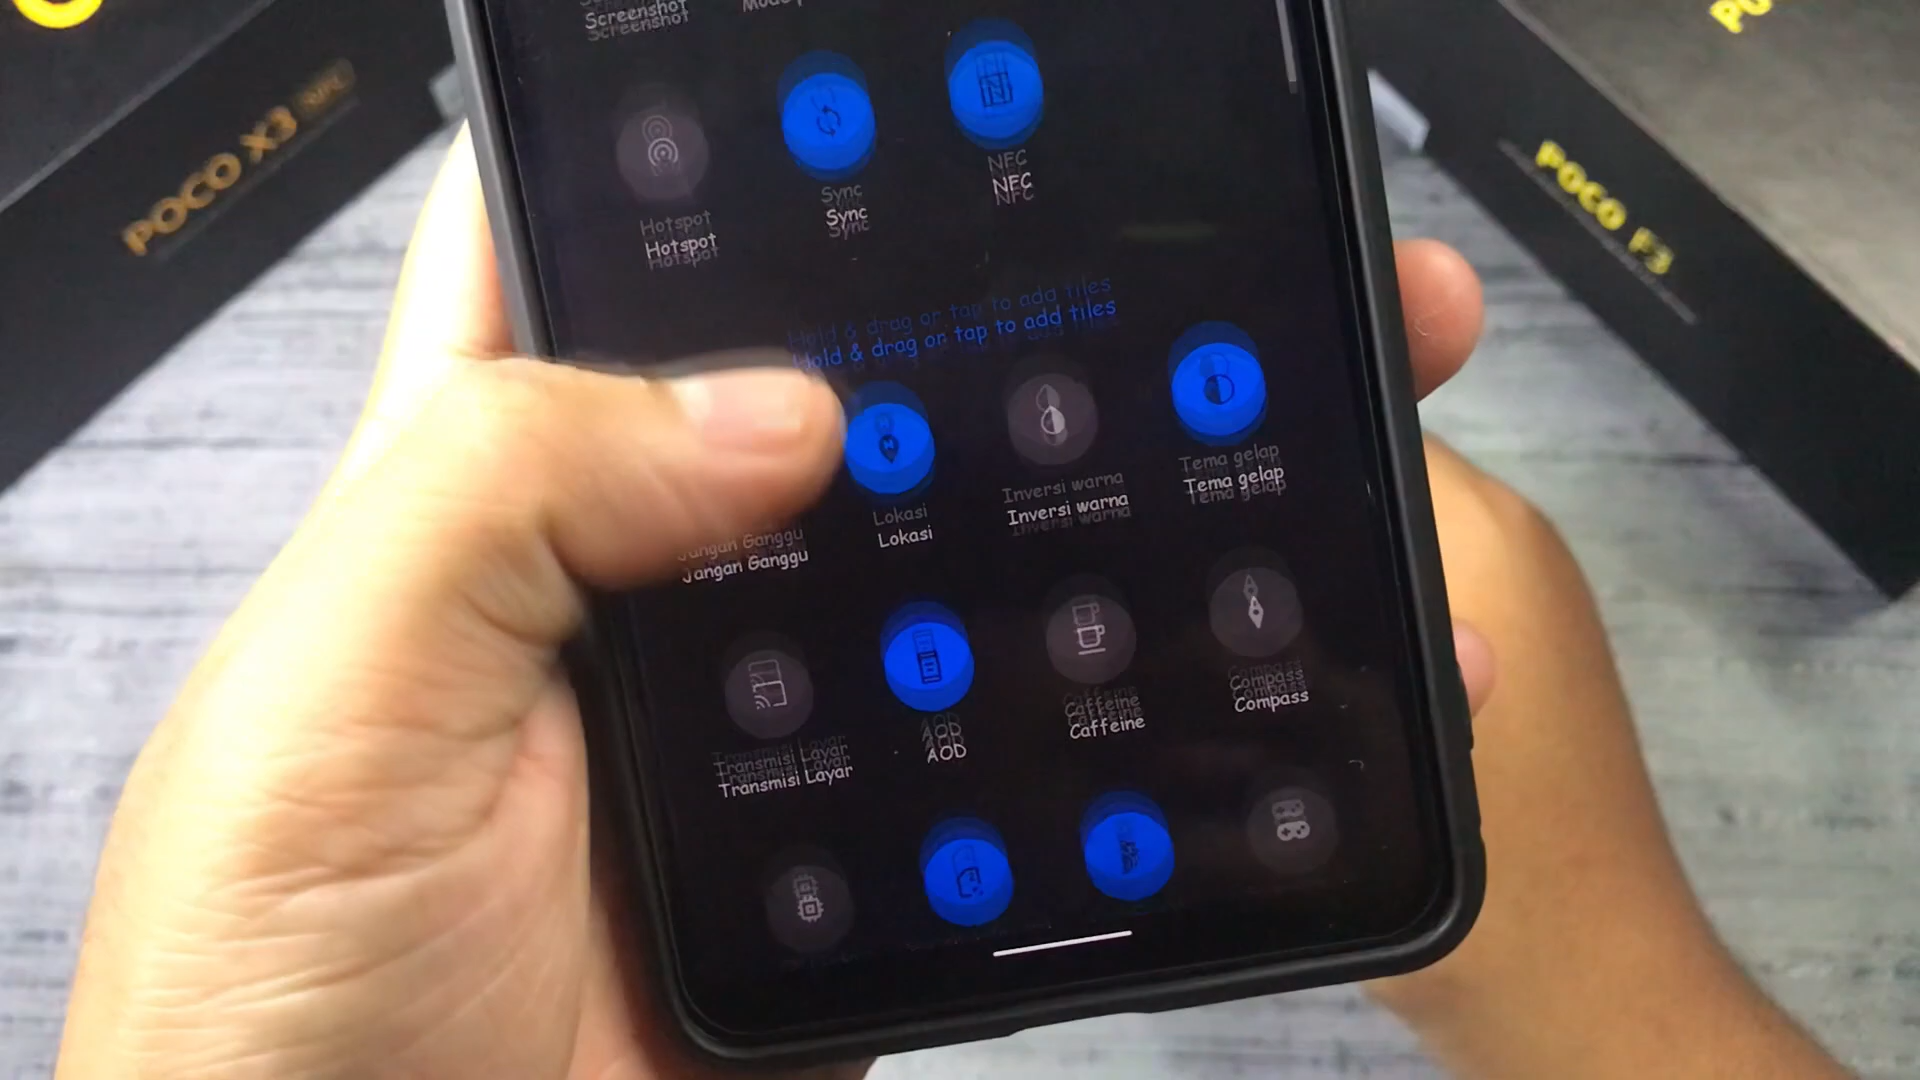 Screenshot
POCO X3 NFC
POCO F3
Hotspot
Sync
NFC
Hold & drag or tap to add tiles
Jangan Ganggu
Lokasi
Inversi warna
Tema gelap
Transmisi Layar
AOD
Caffeine
Compass